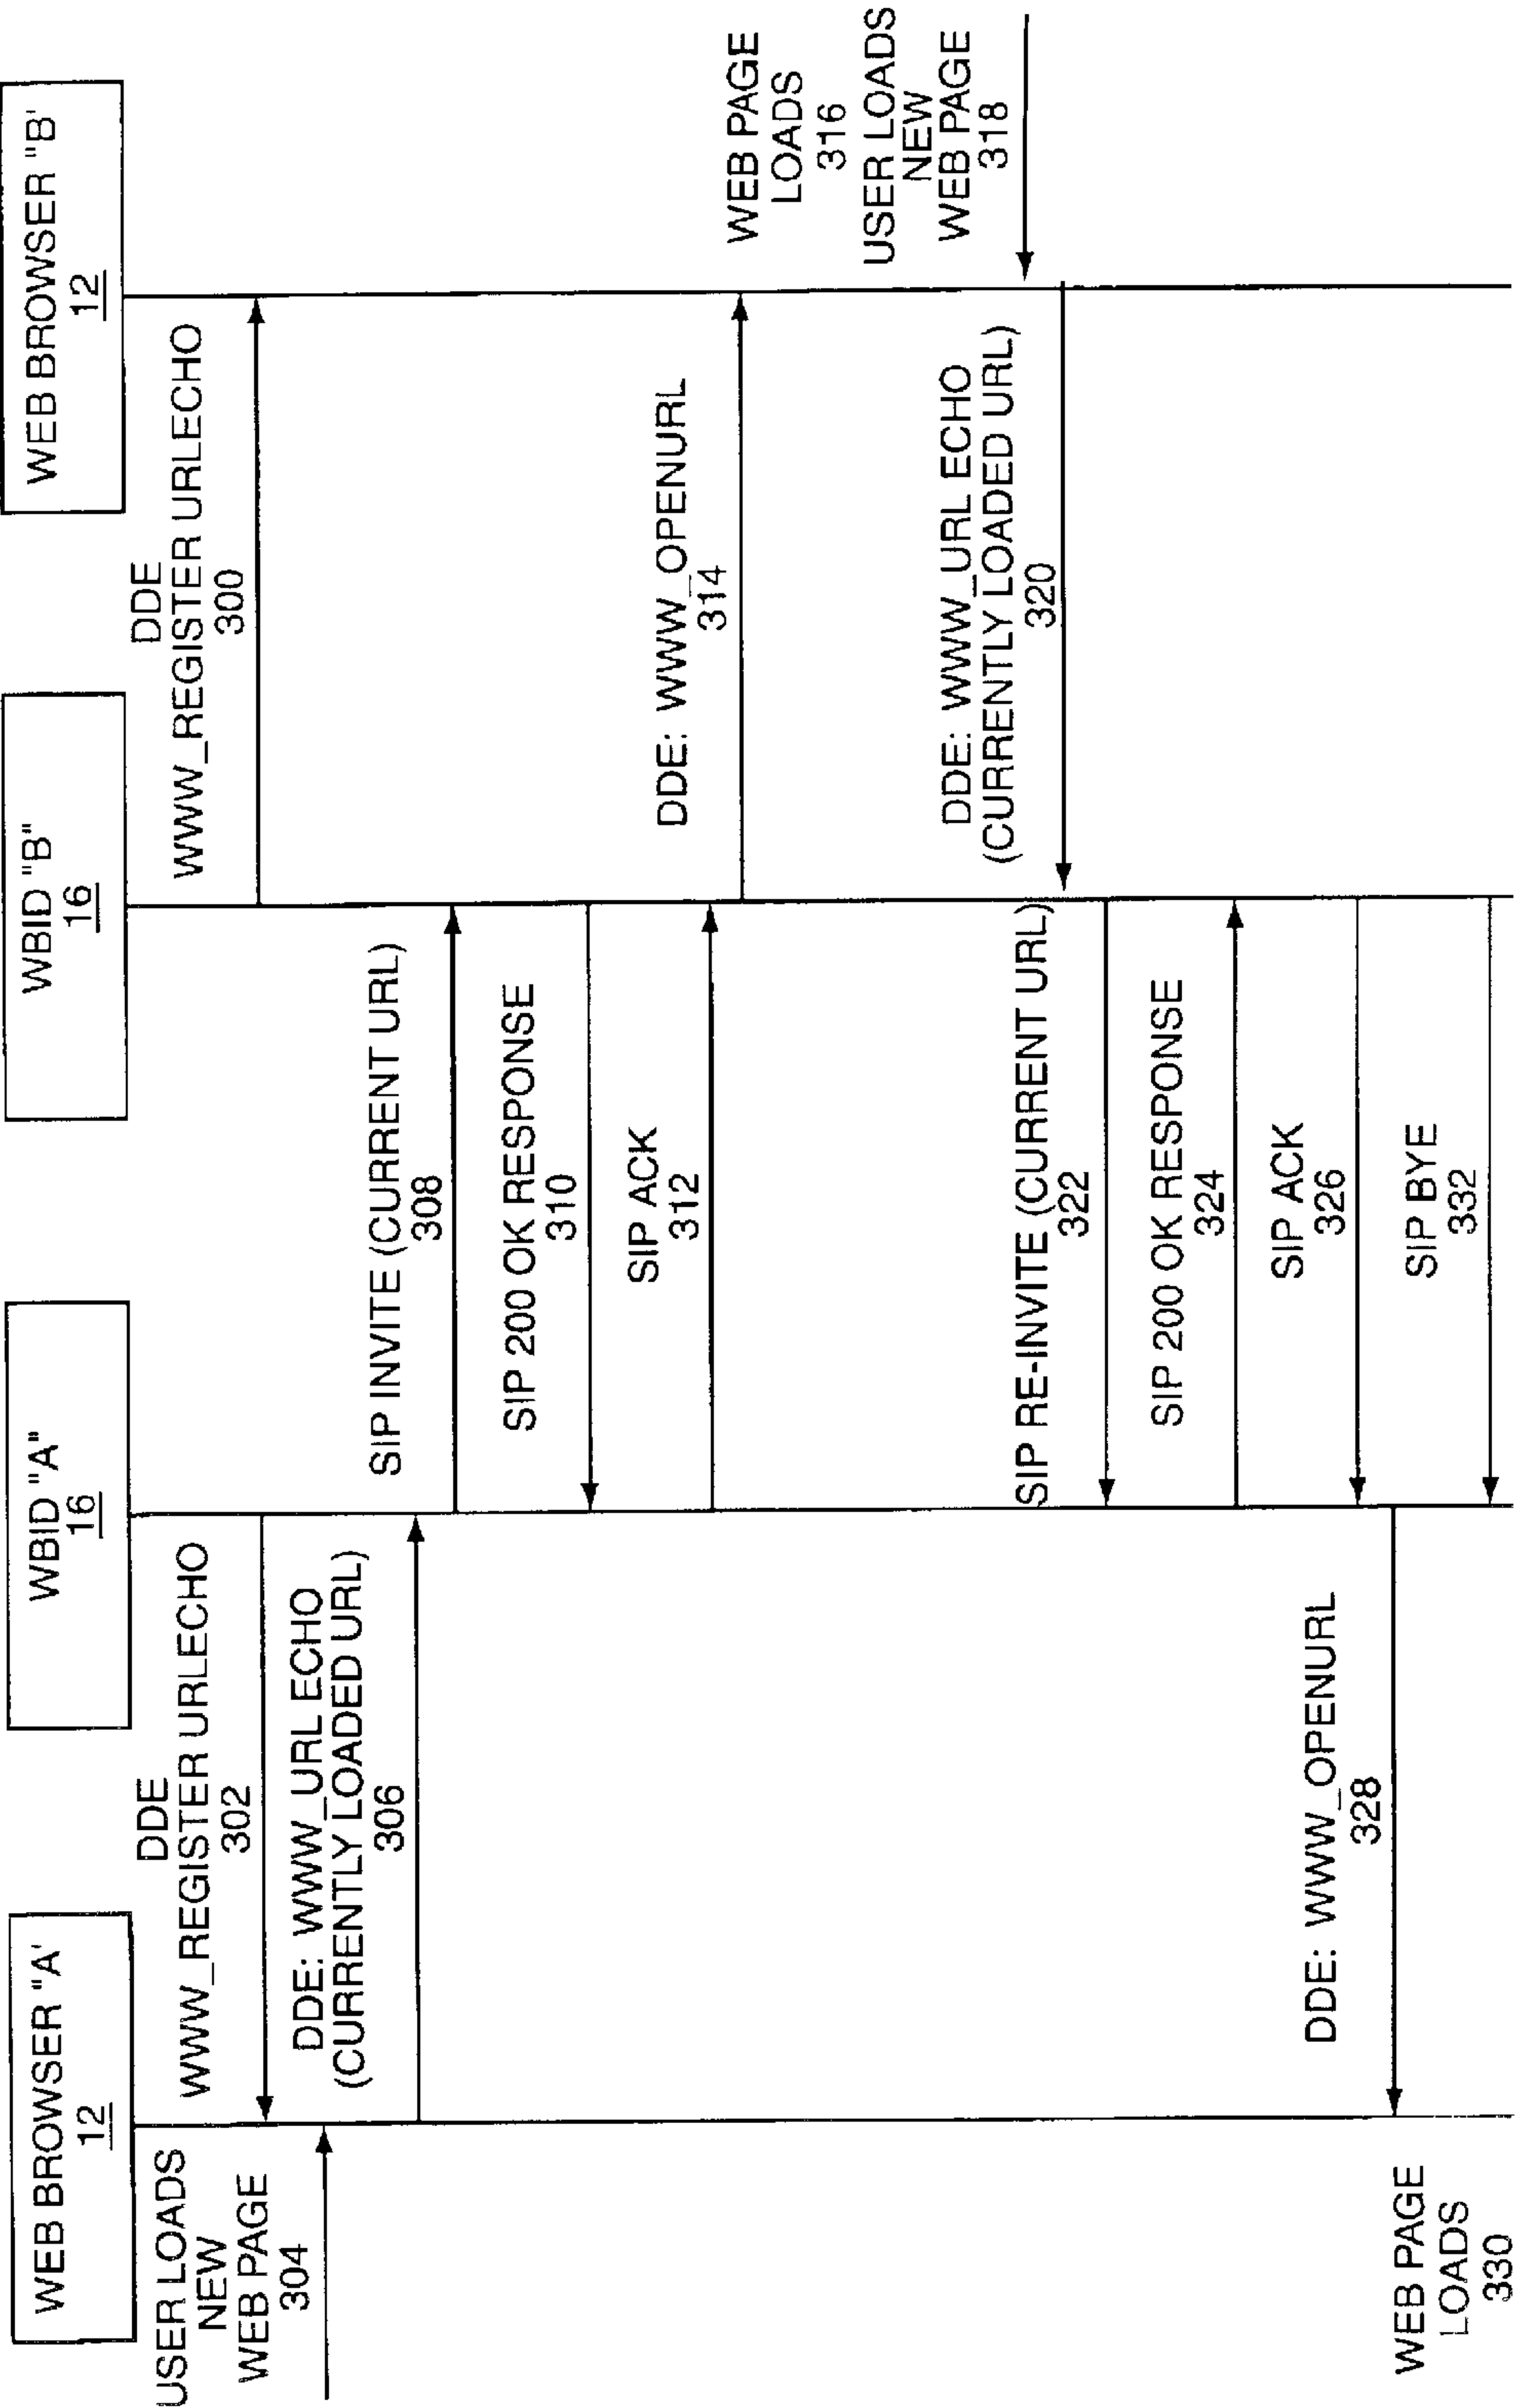 WEB BROWSER "A'
12
WBID "A"
16
WBID "B"
16
WEB BROWSER "B'
12
DDE
WWW_REGISTER URLECHO
300
DDE
WWW_REGISTER URLECHO
302
USER LOADS
NEW
WEB PAGE
304
DDE: WWW_URL ECHO
(CURRENTLY LOADED URL)
306
SIP INVITE (CURRENT URL)
308
SIP 200 OK RESPONSE
310
SIP ACK
312
DDE: WWW_OPENURL
314
WEB PAGE
LOADS
316
USER LOADS
NEW
WEB PAGE
318
DDE: WWW_URL ECHO
(CURRENTLY LOADED URL)
320
SIP RE-INVITE (CURRENT URL)
322
SIP 200 OK RESPONSE
324
SIP ACK
326
DDE: WWW_OPENURL
328
WEB PAGE
LOADS
330
SIP BYE
332